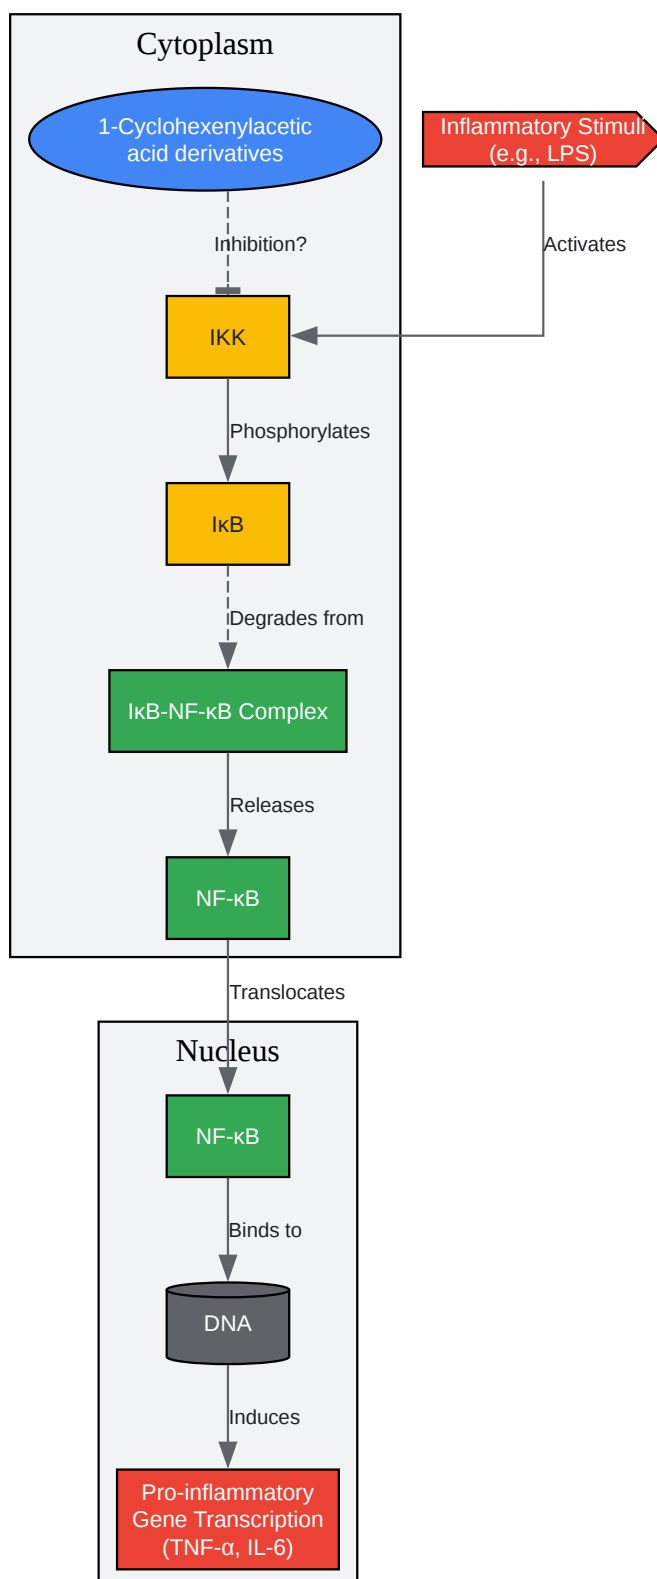 Cytoplasm
1-Cyclohexenylacetic
acid derivatives
Inflammatory Stimuli
(e.g., LPS)
Inhibition?
Activates
IKK
Phosphorylates
IκB
Degrades from
IκB-NF-κB Complex
Releases
NF-κB
Translocates
Nucleus
NF-κB
Binds to
DNA
Induces
Pro-inflammatory
Gene Transcription
(TNF-α, IL-6)